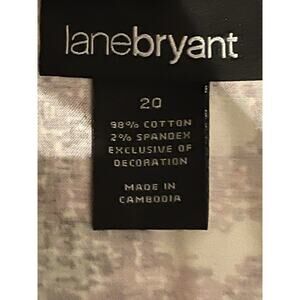 lanebryant
20
98% COTTON
2% SPANDEX
EXCLUSIVE OF
DECORATION
MADE IN
CAMBODIA